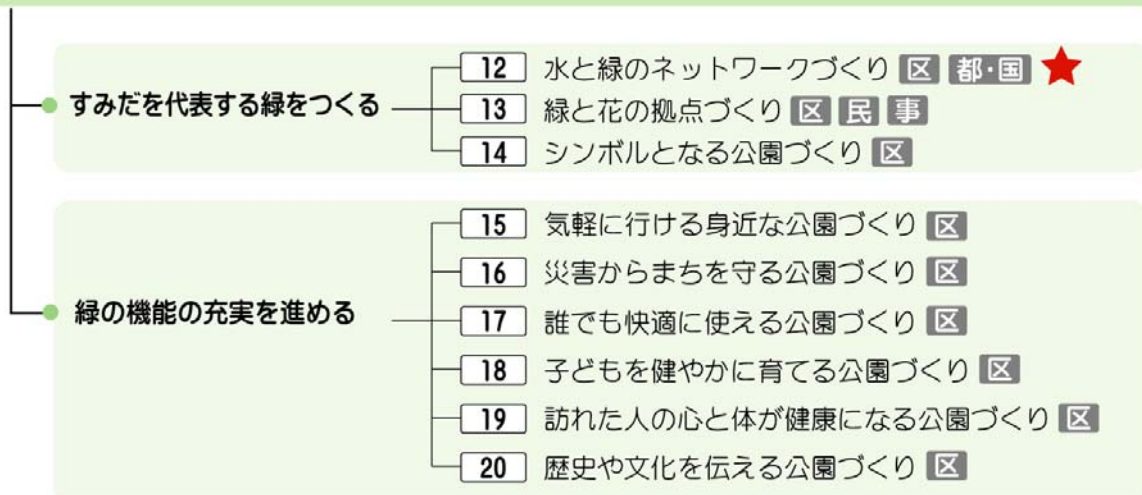 すみだを代表する緑をつくる
12 水と緑のネットワークづくり 区 都・国 ★
13 緑と花の拠点づくり 区 民 事
14 シンボルとなる公園づくり 区
緑の機能の充実を進める
15 気軽に行ける身近な公園づくり 区
16 災害からまちを守る公園づくり 区
17 誰でも快適に使える公園づくり 区
18 子どもを健やかに育てる公園づくり 区
19 訪れた人の心と体が健康になる公園づくり 区
20 歴史や文化を伝える公園づくり 区